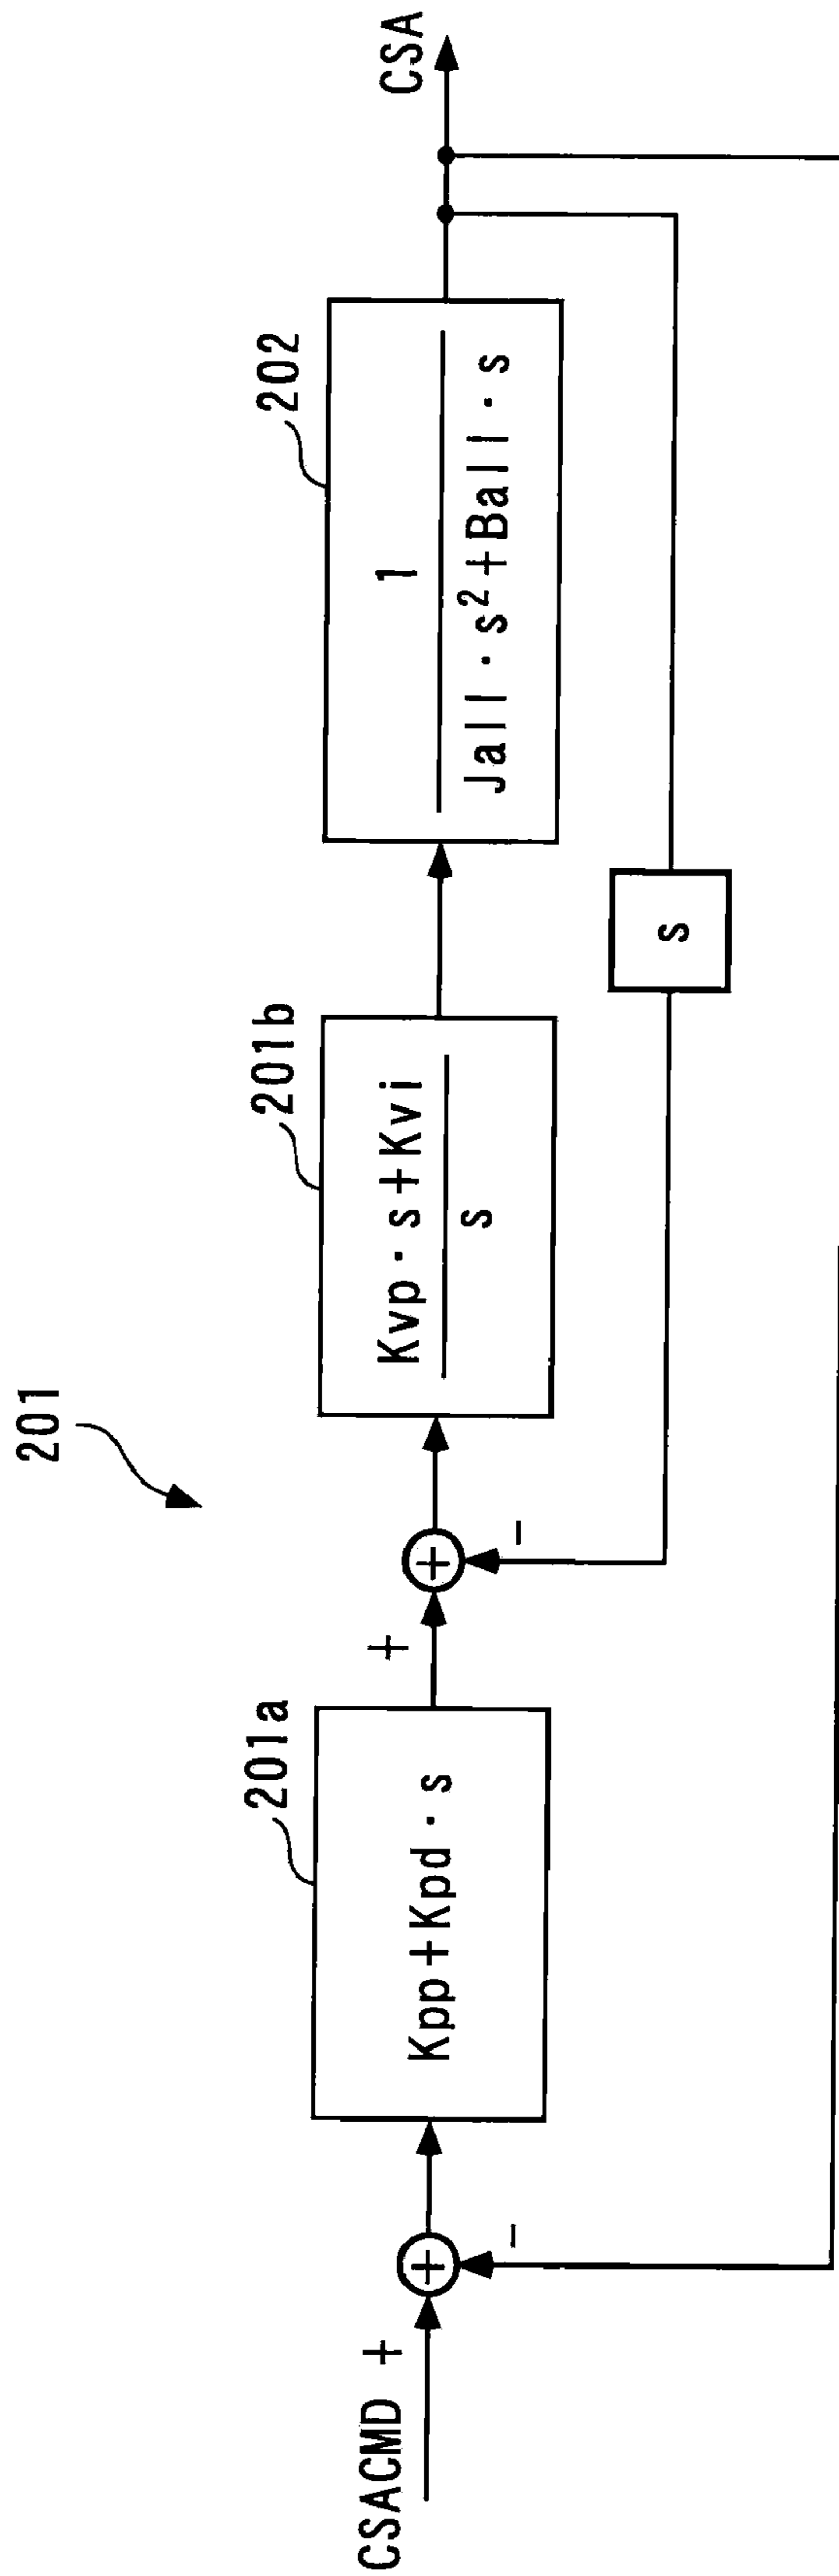 201
CSACMD +
-
201a
Kpp+Kpd·s
+
-
201b
Kvp·s+Kvi
s
202
1
Jall·s²+Ball·s
s
CSA